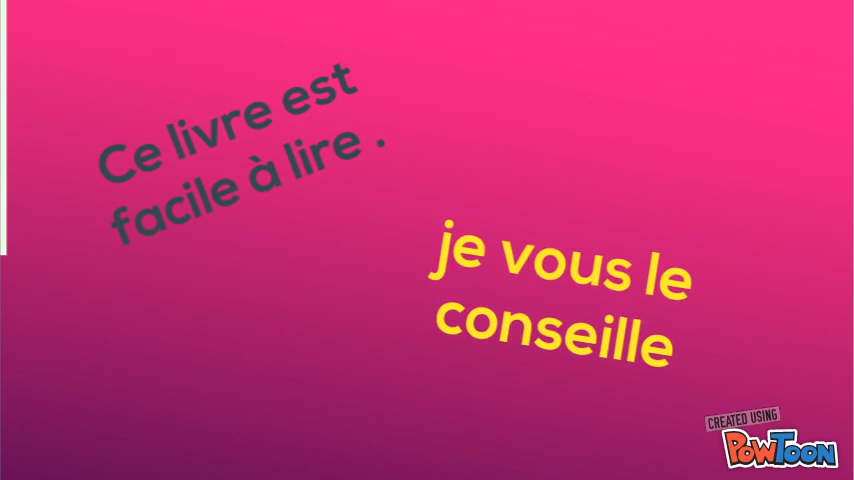 Ce livre est
facile à lire .
je vous le
conseille
CREATED USING
POWTOON